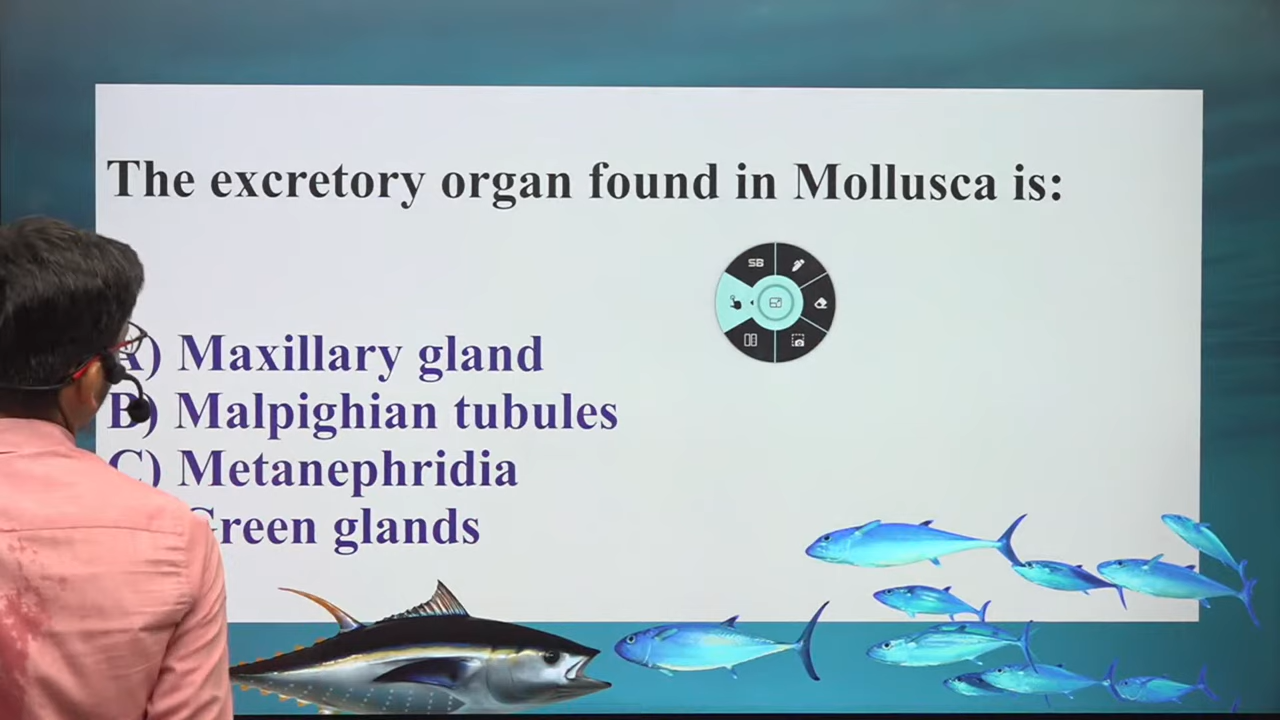 The excretory organ found in Mollusca is:
SB
A) Maxillary gland
B) Malpighian tubules
C) Metanephridia
Green glands